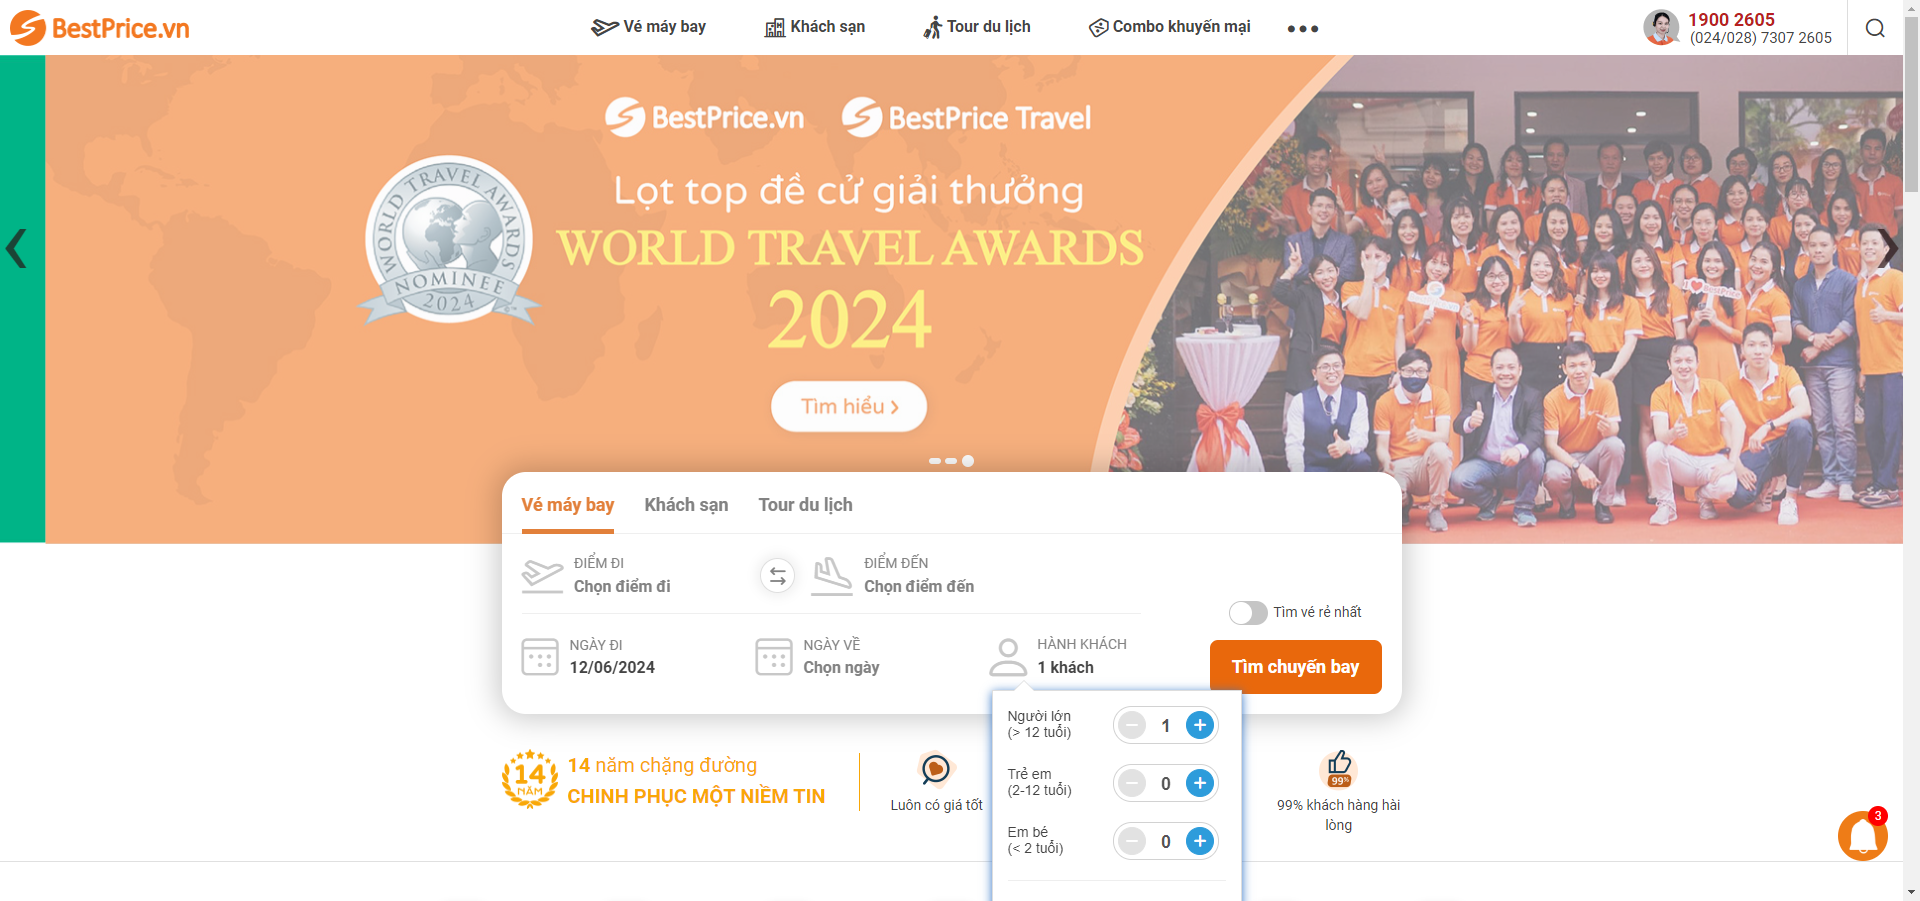 BestPrice.vn
Vé máy bay
Khách sạn
Tour du lịch
Combo khuyến mại
1900 2605
(024/028) 7307 2605
BestPrice.vn
BestPrice Travel
Lọt top đề cử giải thưởng
WORLD TRAVEL AWARDS
2024
WORLD TRAVEL AWARDS
NOMINEE
2024
I ❤ BestPrice
Tìm hiểu
Vé máy bay
Khách sạn
Tour du lịch
ĐIỂM ĐI
Chọn điểm đi
ĐIỂM ĐẾN
Chọn điểm đến
Tìm vé rẻ nhất
NGÀY ĐI
12/06/2024
NGÀY VỀ
Chọn ngày
HÀNH KHÁCH
1 khách
Tìm chuyến bay
Người lớn
(> 12 tuổi)
1
Trẻ em
(2-12 tuổi)
0
Em bé
(< 2 tuổi)
0
14
NĂM
14 năm chặng đường
CHINH PHỤC MỘT NIỀM TIN
Luôn có giá tốt
99%
99% khách hàng hài
lòng
3